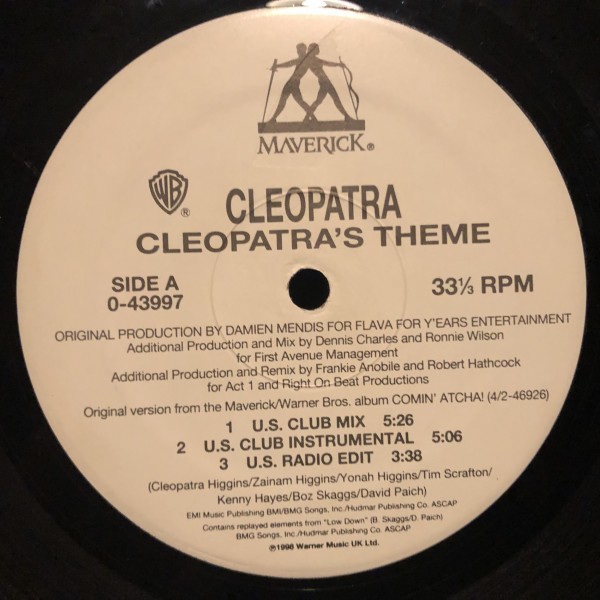 MAVERICK®
WB ®
CLEOPATRA
CLEOPATRA'S THEME
SIDE A
0-43997
33⅓ RPM
ORIGINAL PRODUCTION BY DAMIEN MENDIS FOR FLAVA FOR Y'EARS ENTERTAINMENT
Additional Production and Mix by Dennis Charles and Ronnie Wilson
for First Avenue Management
Additional Production and Remix by Frankie Anobile and Robert Hathcock
for Act 1 and Right On Beat Productions
Original version from the Maverick/Warner Bros. album COMIN' ATCHA! (4/2-46926)
1 U.S. CLUB MIX 5:26
2 U.S. CLUB INSTRUMENTAL 5:06
3 U.S. RADIO EDIT 3:38
(Cleopatra Higgins/Zainam Higgins/Yonah Higgins/Tim Scrafton/
Kenny Hayes/Boz Skaggs/David Paich)
EMI Music Publishing BMI/BMG Songs, Inc./Hudmar Publishing Co. ASCAP
Contains replayed elements from "Low Down" (B. Skaggs/D. Paich)
BMG Songs, Inc./Hudmar Publishing Co. ASCAP
℗1998 Warner Music UK Ltd.